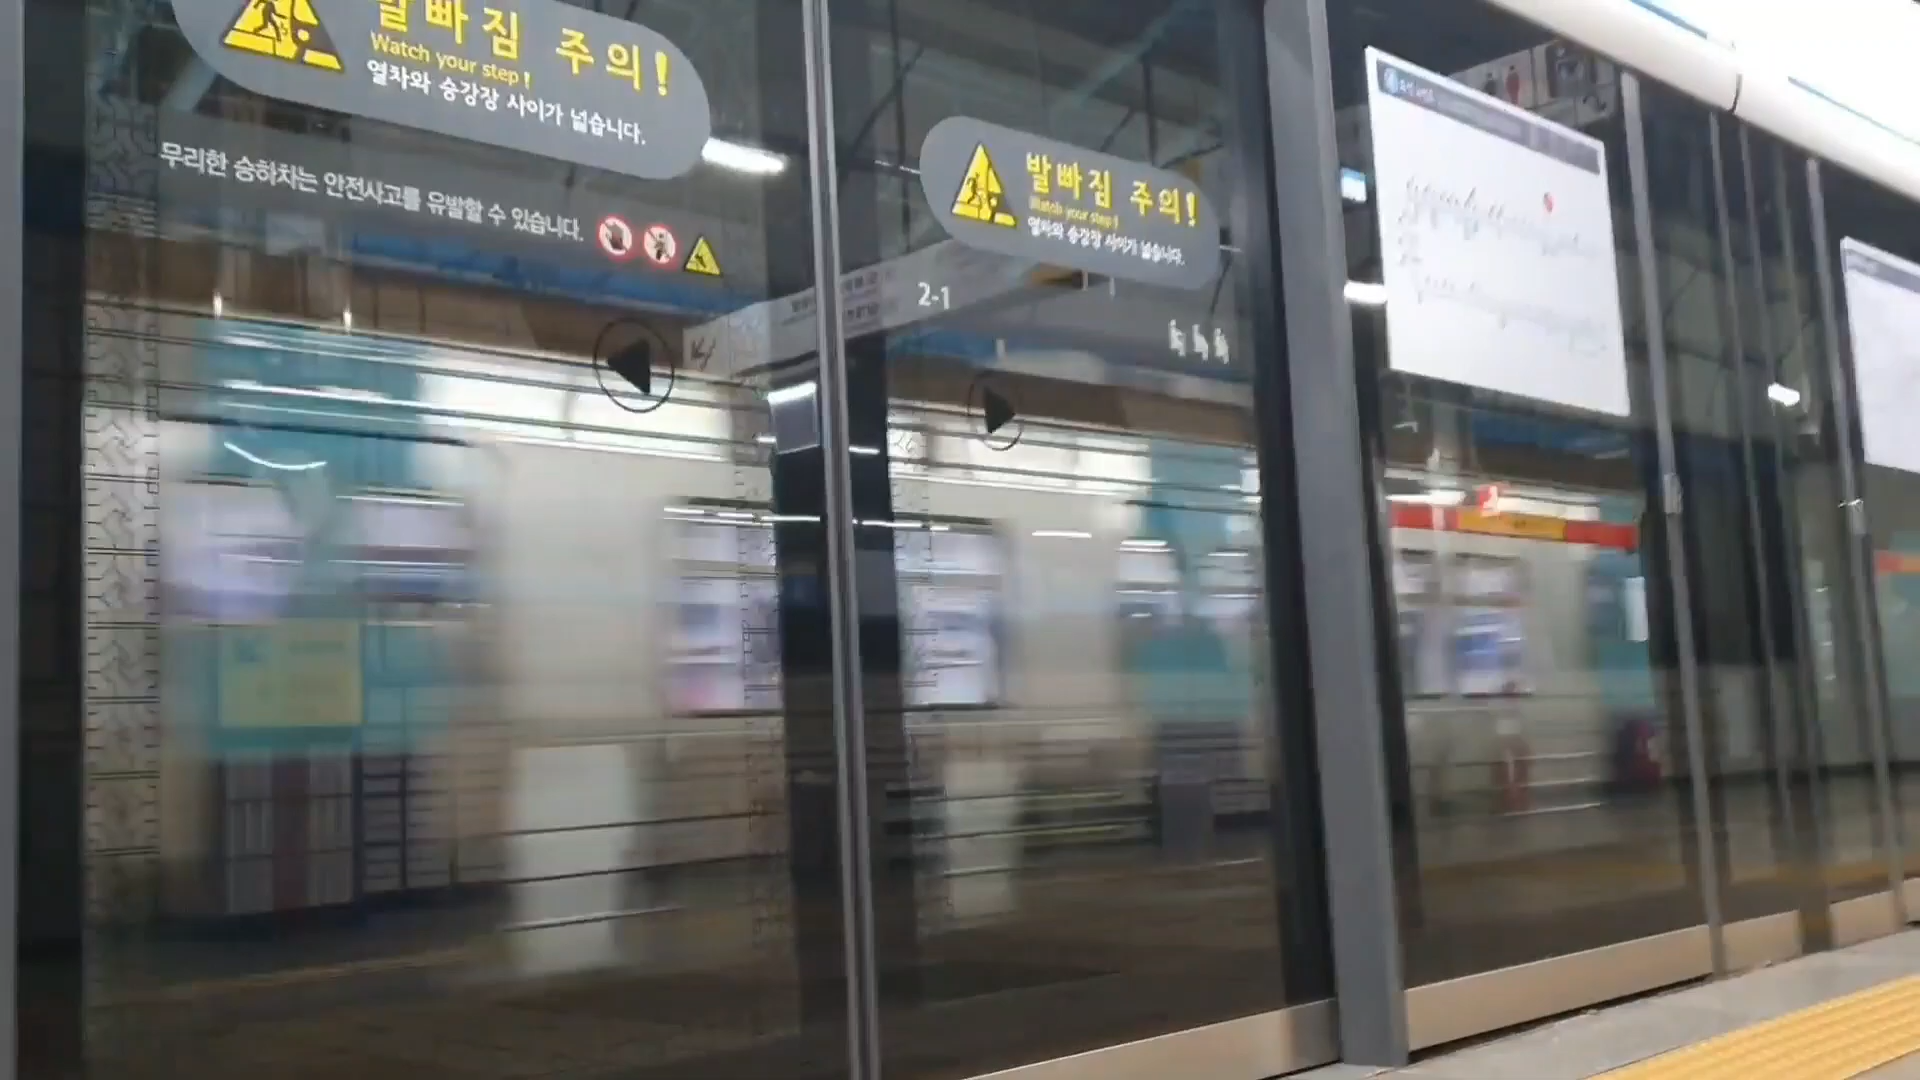 발빠짐 주의!
Watch your step!
열차와 승강장 사이가 넓습니다.
무리한 승하차는 안전사고를 유발할 수 있습니다.
발빠짐 주의!
Watch your step!
열차와 승강장 사이가 넓습니다.
2-1